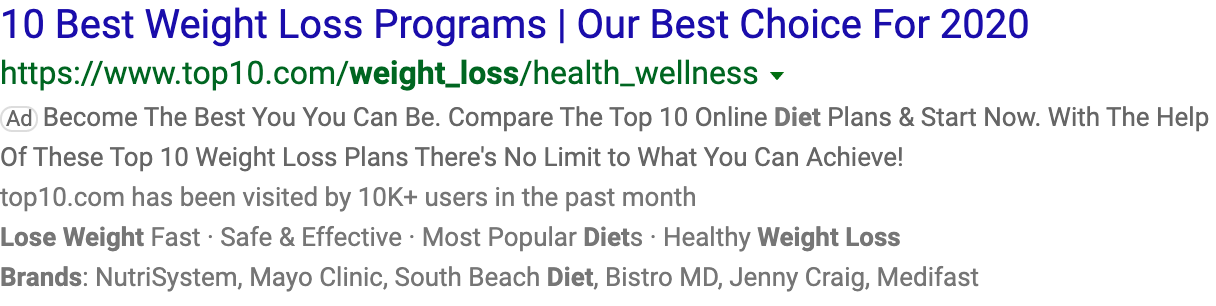 10 Best Weight Loss Programs | Our Best Choice For 2020
https://www.top10.com/weight_loss/health_wellness
Ad Become The Best You You Can Be. Compare The Top 10 Online Diet Plans & Start Now. With The Help
Of These Top 10 Weight Loss Plans There's No Limit to What You Can Achieve!
top10.com has been visited by 10K+ users in the past month
Lose Weight Fast · Safe & Effective · Most Popular Diets · Healthy Weight Loss
Brands: NutriSystem, Mayo Clinic, South Beach Diet, Bistro MD, Jenny Craig, Medifast